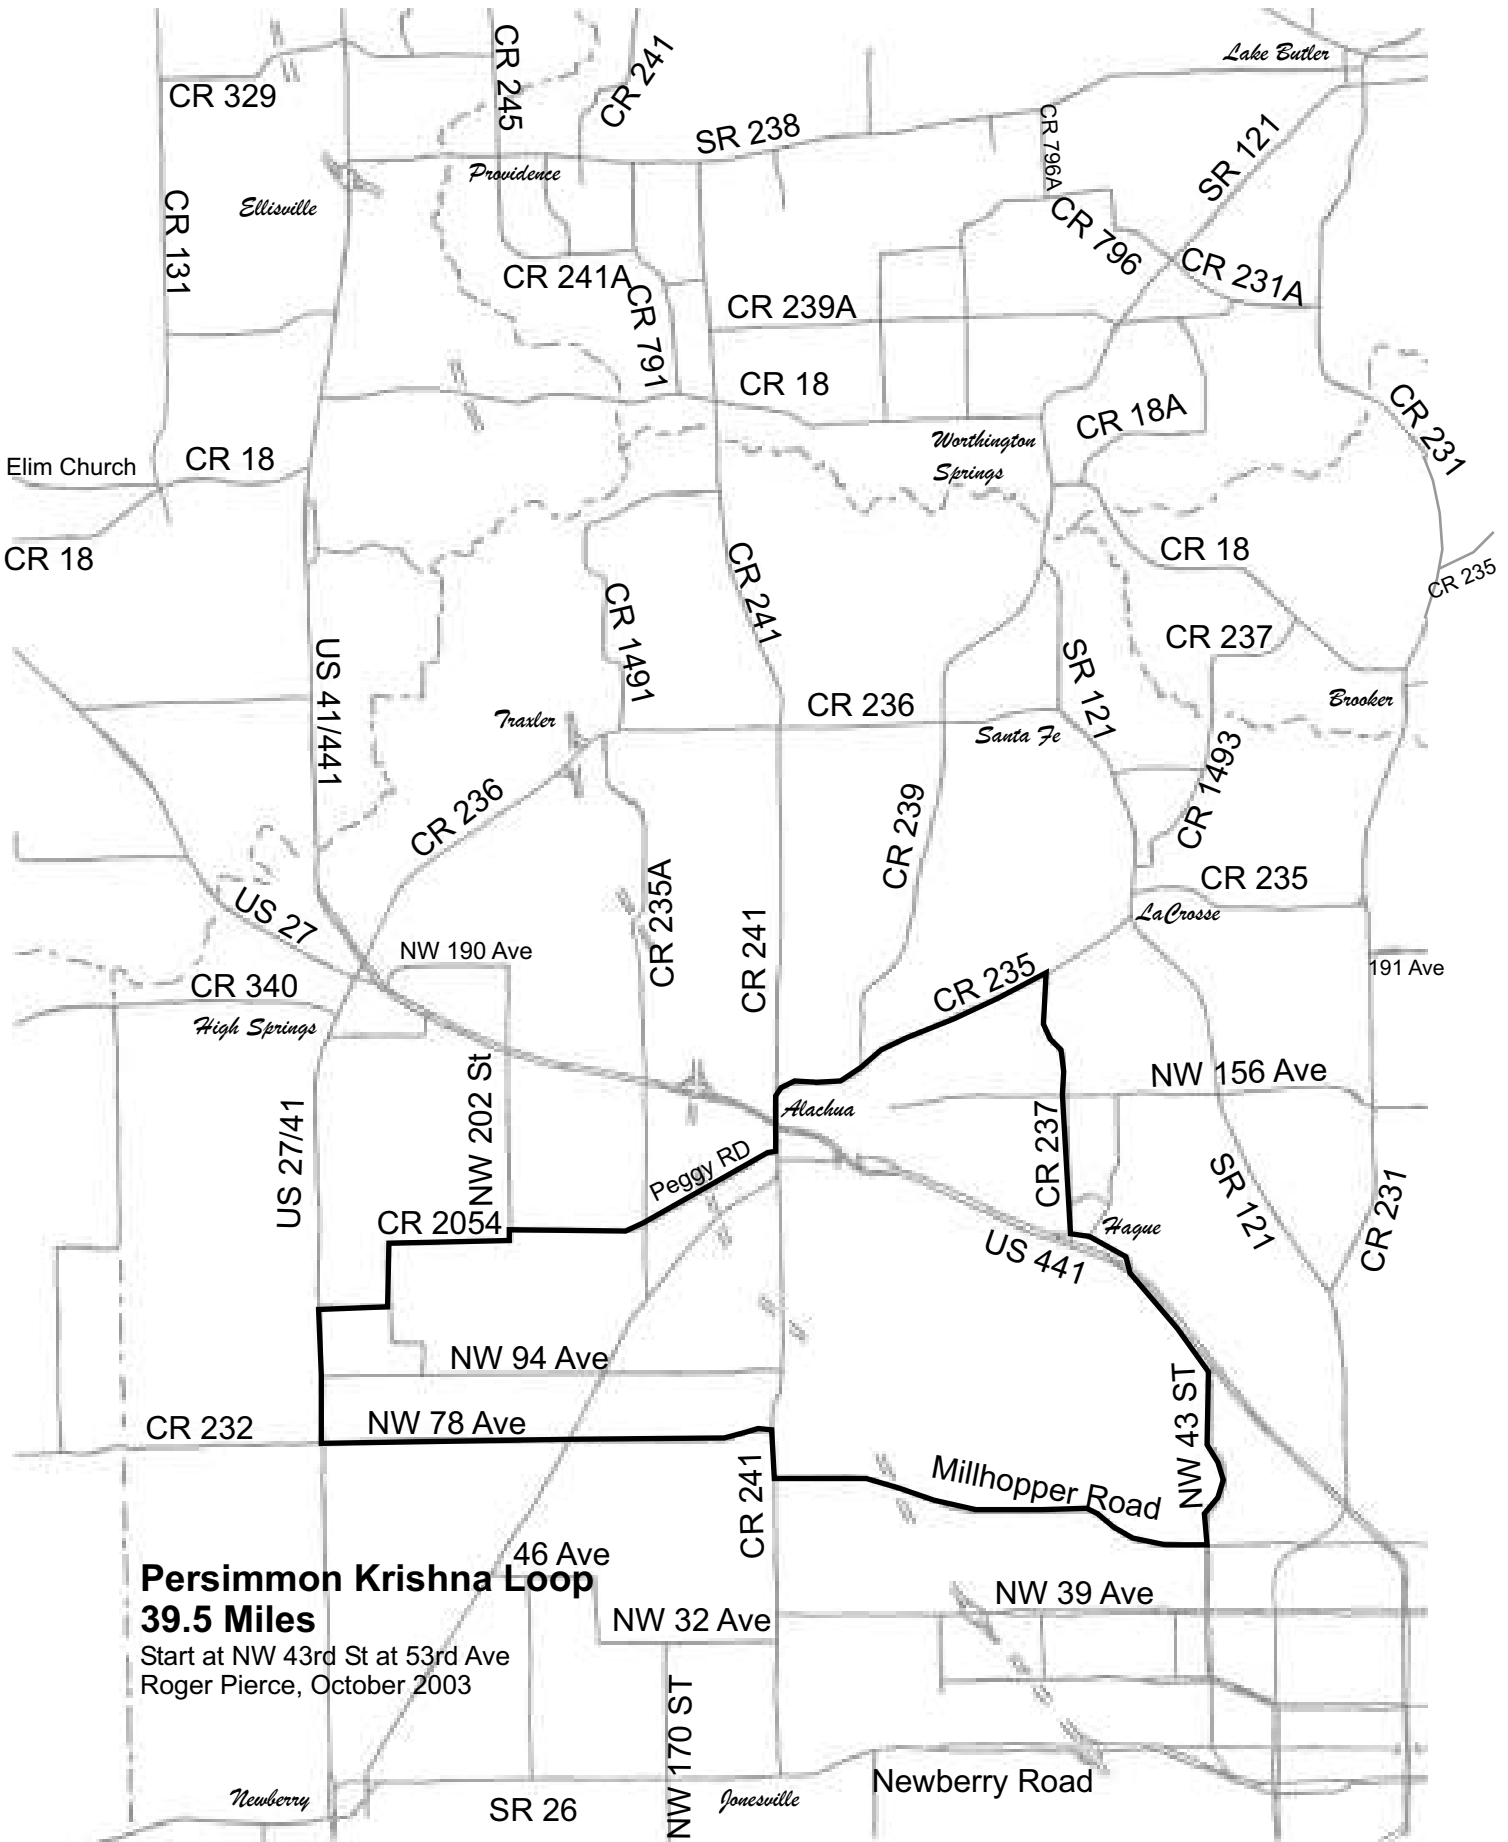 Lake Butler
CR 329
CR 245
CR 241
SR 238
CR 796A
SR 121
Providence
Ellisville
CR 131
CR 796
CR 231A
CR 241A
CR 791
CR 239A
CR 18
CR 18A
CR 231
Worthington
Springs
Elim Church
CR 18
CR 18
CR 241
CR 18
CR 235
CR 1491
US 41/441
SR 121
CR 237
Brooker
Traxler
CR 236
Santa Fe
CR 236
CR 239
CR 1493
CR 235A
CR 235
US 27
LaCrosse
CR 241
NW 190 Ave
191 Ave
CR 340
CR 235
High Springs
NW 202 St
NW 156 Ave
Alachua
US 27/41
CR 237
Peggy RD
SR 121
CR 231
CR 2054
Hague
US 441
NW 94 Ave
NW 43 ST
CR 232
NW 78 Ave
CR 241
Millhopper Road
46 Ave
Persimmon Krishna Loop
39.5 Miles
NW 39 Ave
NW 32 Ave
Start at NW 43rd St at 53rd Ave
Roger Pierce, October 2003
NW 170 ST
Newberry
SR 26
Jonesville
Newberry Road